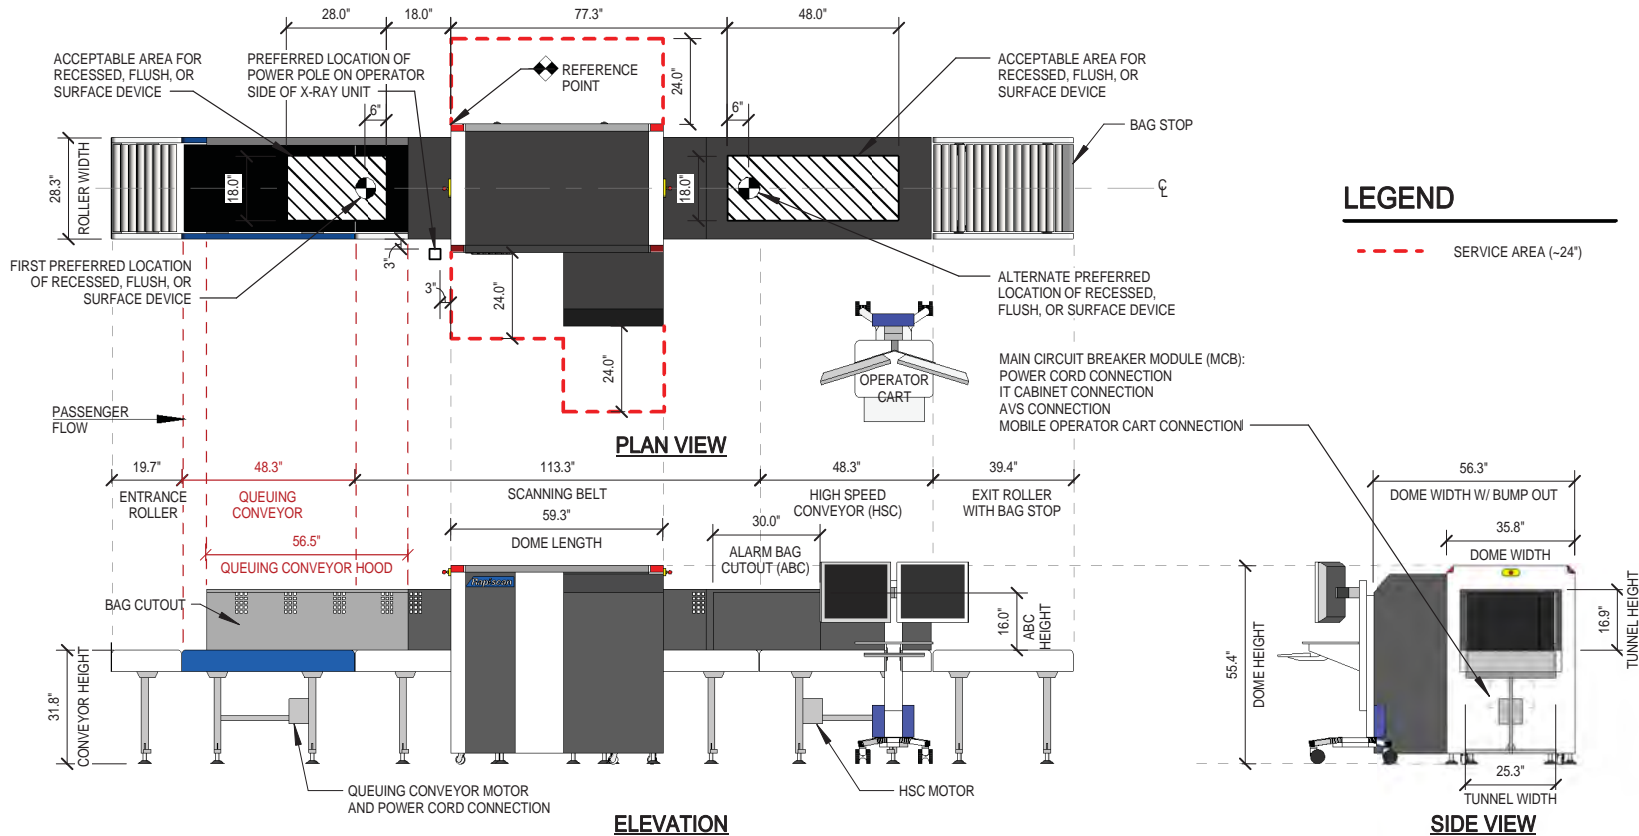 28.0"
18.0"
77.3"
48.0"
ACCEPTABLE AREA FOR
RECESSED, FLUSH, OR
SURFACE DEVICE
PREFERRED LOCATION OF
POWER POLE ON OPERATOR
SIDE OF X-RAY UNIT
REFERENCE
POINT
24.0"
ACCEPTABLE AREA FOR
RECESSED, FLUSH, OR
SURFACE DEVICE
6"
6"
BAG STOP
28.3"
ROLLER WIDTH
18.0"
18.0"
CL
LEGEND
SERVICE AREA (~24")
FIRST PREFERRED LOCATION
OF RECESSED, FLUSH, OR
SURFACE DEVICE
3"
3"
24.0"
24.0"
ALTERNATE PREFERRED
LOCATION OF RECESSED,
FLUSH, OR SURFACE DEVICE
OPERATOR
CART
MAIN CIRCUIT BREAKER MODULE (MCB):
POWER CORD CONNECTION
IT CABINET CONNECTION
AVS CONNECTION
MOBILE OPERATOR CART CONNECTION
PASSENGER
FLOW
PLAN VIEW
19.7"
ENTRANCE
ROLLER
48.3"
QUEUING
CONVEYOR
113.3"
SCANNING BELT
48.3"
HIGH SPEED
CONVEYOR (HSC)
39.4"
EXIT ROLLER
WITH BAG STOP
56.3"
DOME WIDTH W/ BUMP OUT
59.3"
DOME LENGTH
30.0"
ALARM BAG
CUTOUT (ABC)
35.8"
DOME WIDTH
56.5"
QUEUING CONVEYOR HOOD
Rapiscan
BAG CUTOUT
16.0"
ABC
HEIGHT
16.9"
TUNNEL HEIGHT
55.4"
DOME HEIGHT
31.8"
CONVEYOR HEIGHT
25.3"
TUNNEL WIDTH
QUEUING CONVEYOR MOTOR
AND POWER CORD CONNECTION
HSC MOTOR
ELEVATION
SIDE VIEW